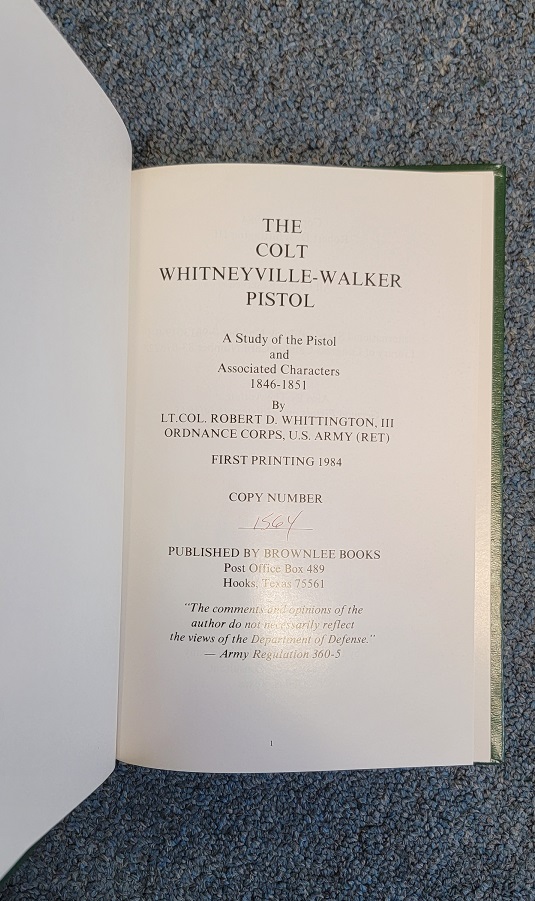 THE
COLT
WHITNEYVILLE-WALKER
PISTOL
A Study of the Pistol
and
Associated Characters
1846-1851
By
LT.COL. ROBERT D. WHITTINGTON, III
ORDNANCE CORPS, U.S. ARMY (RET)
FIRST PRINTING 1984
COPY NUMBER
1564
PUBLISHED BY BROWNLEE BOOKS
Post Office Box 489
Hooks, Texas 75561
"The comments and opinions of the
author do not necessarily reflect
the views of the Department of Defense."
— Army Regulation 360-5
1